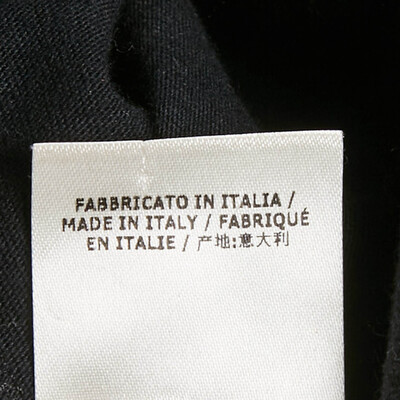 FABBRICATO IN ITALIA /
MADE IN ITALY / FABRIQUÉ
EN ITALIE / 产地:意大利